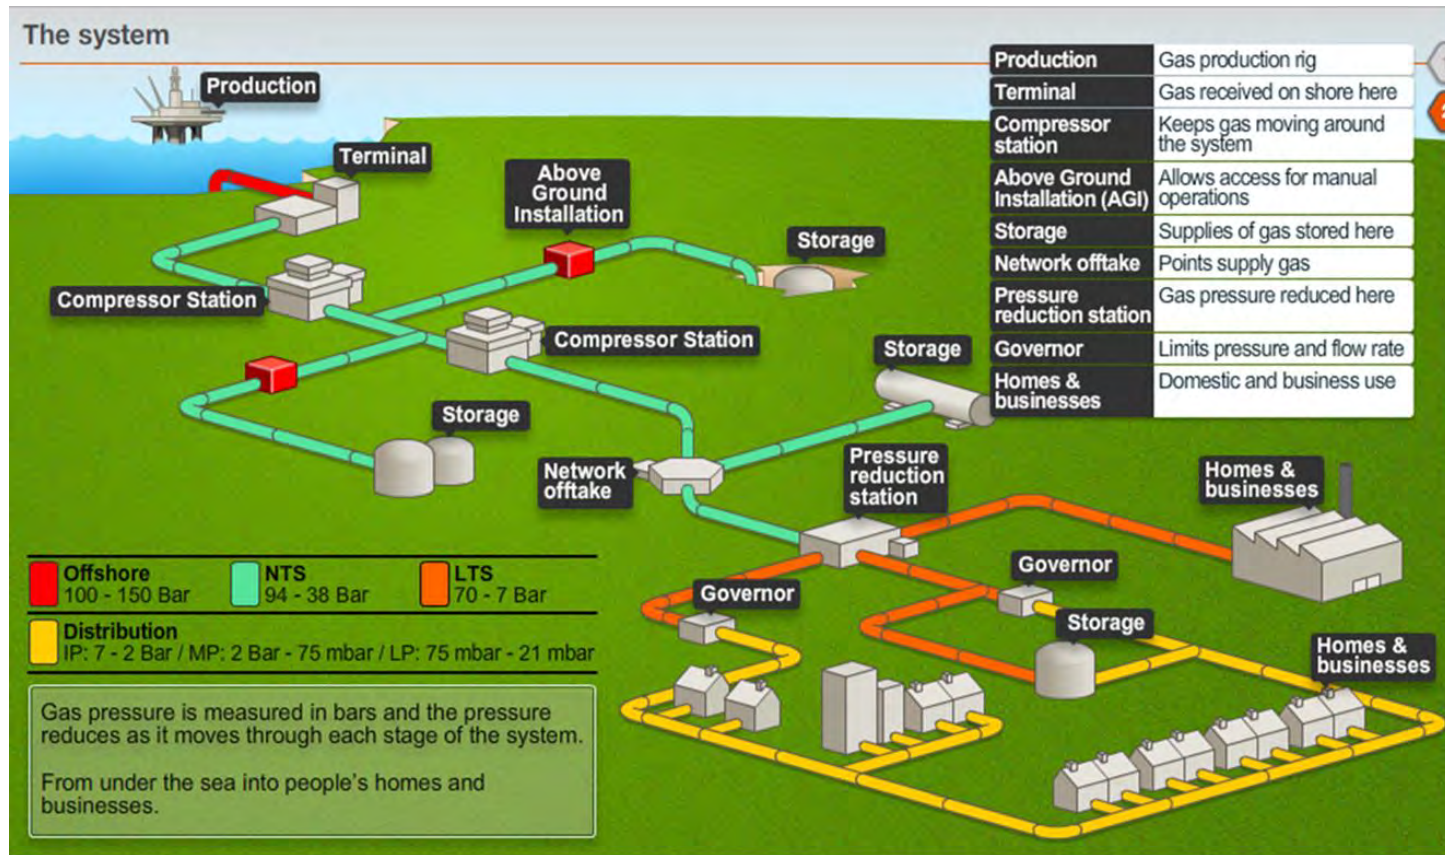 The system
Production
Terminal
Above
Ground
Installation
Storage
Compressor Station
Compressor Station
Storage
Storage
Network
offtake
Pressure
reduction
station
Homes &
businesses
Governor
Governor
Storage
Homes &
businesses
Production Gas production rig
Terminal Gas received on shore here
Compressor
station
Keeps gas moving around
the system
Above Ground
Installation (AGI)
Allows access for manual
operations
Storage Supplies of gas stored here
Network offtake Points supply gas
Pressure
reduction station
Gas pressure reduced here
Governor Limits pressure and flow rate
Homes &
businesses
Domestic and business use
Offshore
100 - 150 Bar
NTS
94 - 38 Bar
LTS
70 - 7 Bar
Distribution
IP: 7 - 2 Bar / MP: 2 Bar - 75 mbar / LP: 75 mbar - 21 mbar
Gas pressure is measured in bars and the pressure
reduces as it moves through each stage of the system.
From under the sea into people's homes and
businesses.